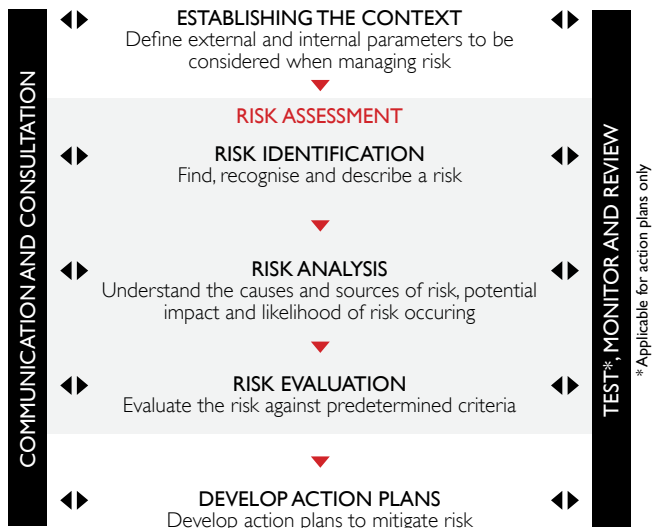 COMMUNICATION AND CONSULTATION
ESTABLISHING THE CONTEXT
Define external and internal parameters to be
considered when managing risk
RISK ASSESSMENT
RISK IDENTIFICATION
Find, recognise and describe a risk
RISK ANALYSIS
Understand the causes and sources of risk, potential
impact and likelihood of risk occuring
RISK EVALUATION
Evaluate the risk against predetermined criteria
DEVELOP ACTION PLANS
Develop action plans to mitigate risk
TEST*, MONITOR AND REVIEW
* Applicable for action plans only